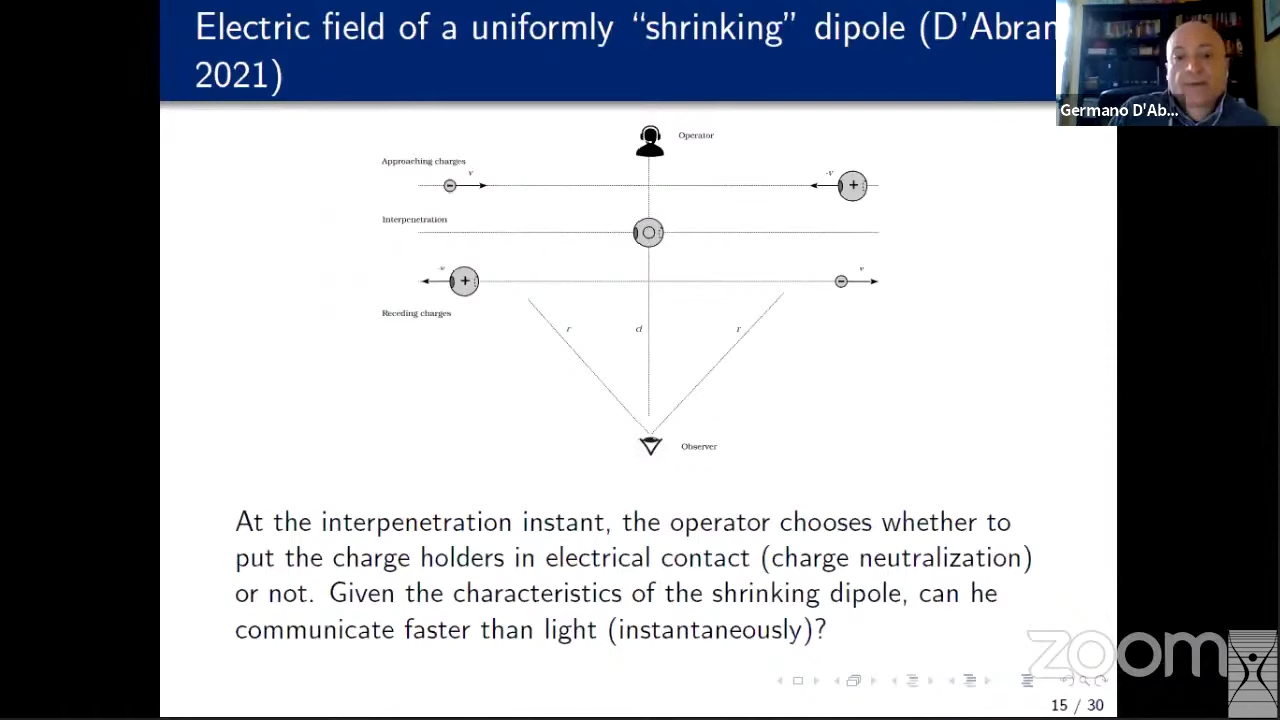 Electric field of a uniformly “shrinking” dipole (D'Abram
2021)
Germano D'Ab...
Operator
Approaching charges
v
-v
−
+
Interpenetration
-v
v
+
−
Receding charges
r
d
r
Observer
At the interpenetration instant, the operator chooses whether to
put the charge holders in electrical contact (charge neutralization)
or not. Given the characteristics of the shrinking dipole, can he
communicate faster than light (instantaneously)?
zoom
15 / 30